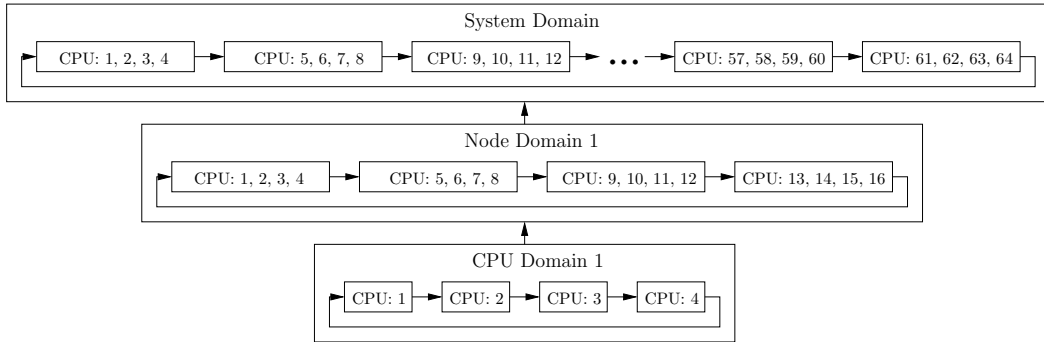 System Domain
CPU: 1, 2, 3, 4 CPU: 5, 6, 7, 8 CPU: 9, 10, 11, 12 ... CPU: 57, 58, 59, 60 CPU: 61, 62, 63, 64
Node Domain 1
CPU: 1, 2, 3, 4 CPU: 5, 6, 7, 8 CPU: 9, 10, 11, 12 CPU: 13, 14, 15, 16
CPU Domain 1
CPU: 1 CPU: 2 CPU: 3 CPU: 4